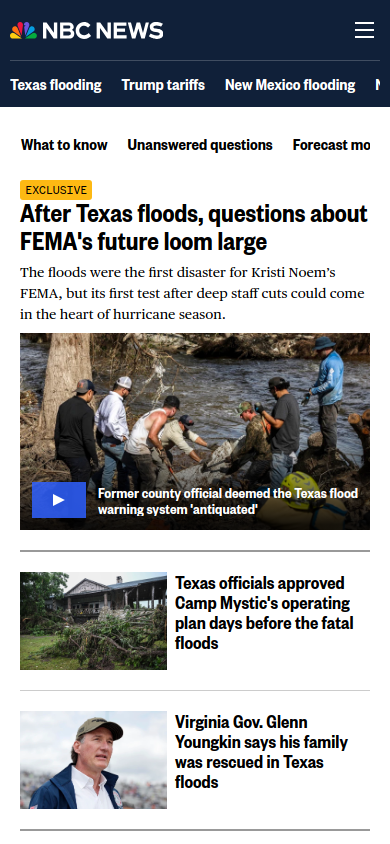 NBC NEWS
Texas flooding Trump tariffs New Mexico flooding
What to know Unanswered questions Forecast mo
EXCLUSIVE
After Texas floods, questions about
FEMA's future loom large
The floods were the first disaster for Kristi Noem’s
FEMA, but its first test after deep staff cuts could come
in the heart of hurricane season.
Former county official deemed the Texas flood
warning system 'antiquated'
Texas officials approved
Camp Mystic's operating
plan days before the fatal
floods
Virginia Gov. Glenn
Youngkin says his family
was rescued in Texas
floods